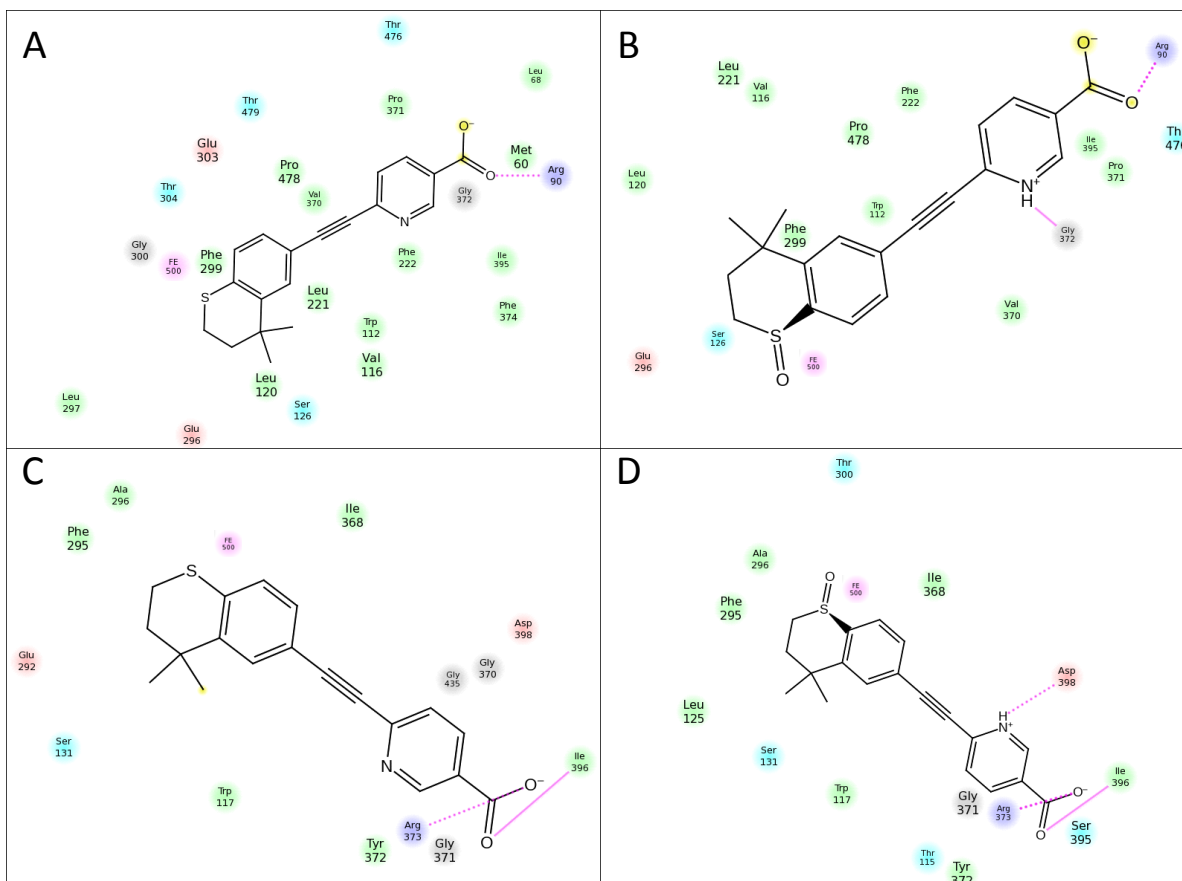 A
Thr
476
Leu
68
Pro
371
Thr
479
Glu
303
O⁻
Met
60
Pro
478
O
Arg
90
Thr
304
Val
370
Gly
372
N
Gly
300
FE
500
Phe
299
Phe
222
Ile
395
S
Leu
221
Phe
374
Trp
112
Val
116
Leu
120
Leu
297
Ser
126
Glu
296
B
O⁻
Arg
90
Leu
221
Val
116
Phe
222
O
Pro
478
Ile
395
Th
476
Pro
371
Leu
120
N⁺
H
Trp
112
Phe
299
Gly
372
Val
370
Ser
126
S
Glu
296
FE
500
O
C
Ala
296
Ile
368
Phe
295
FE
500
S
Asp
398
Glu
292
Gly
370
Gly
435
Ser
131
N
Ile
396
O⁻
Trp
117
Arg
373
Tyr
372
Gly
371
O
D
Thr
300
Ala
296
O
FE
500
Ile
368
Phe
295
S
Asp
398
Leu
125
H
N⁺
Ser
131
Ile
396
Trp
117
Gly
371
O⁻
Arg
373
Ser
395
O
Thr
115
Tyr
372